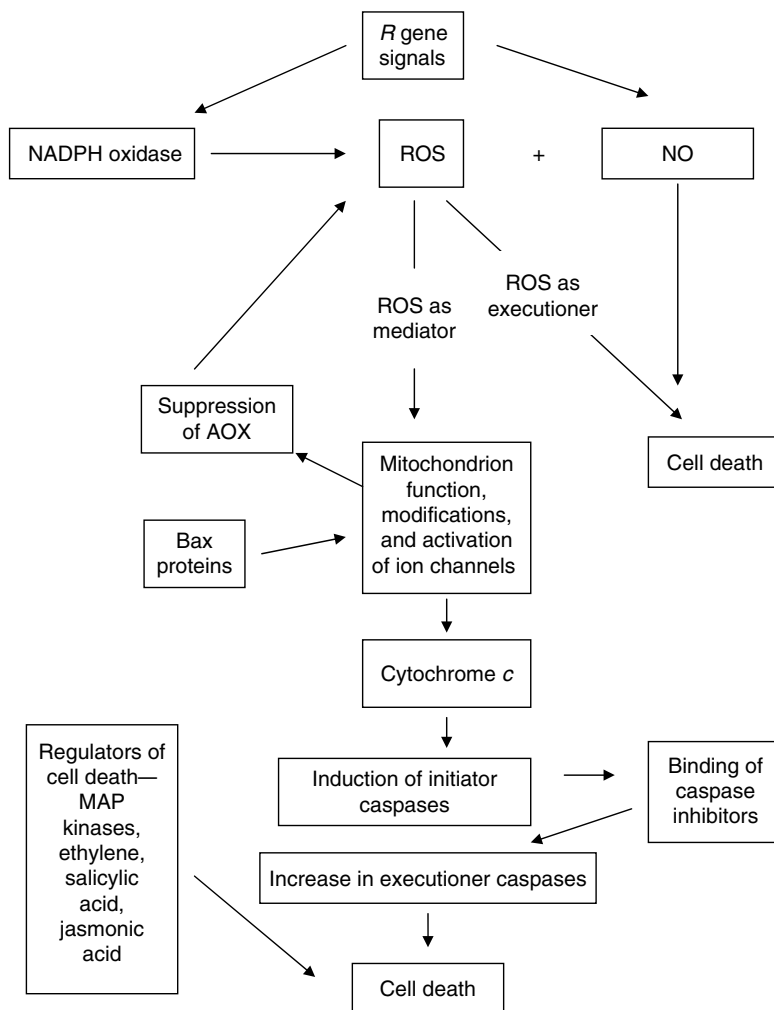 R gene
signals
NADPH oxidase
ROS
+
NO
ROS as
mediator
ROS as
executioner
Suppression
of AOX
Cell death
Mitochondrion
function,
modifications,
and activation
of ion channels
Bax
proteins
Cytochrome c
Regulators of
cell death—
MAP
kinases,
ethylene,
salicylic
acid,
jasmonic
acid
Induction of initiator
caspases
Binding of
caspase
inhibitors
Increase in executioner caspases
Cell death